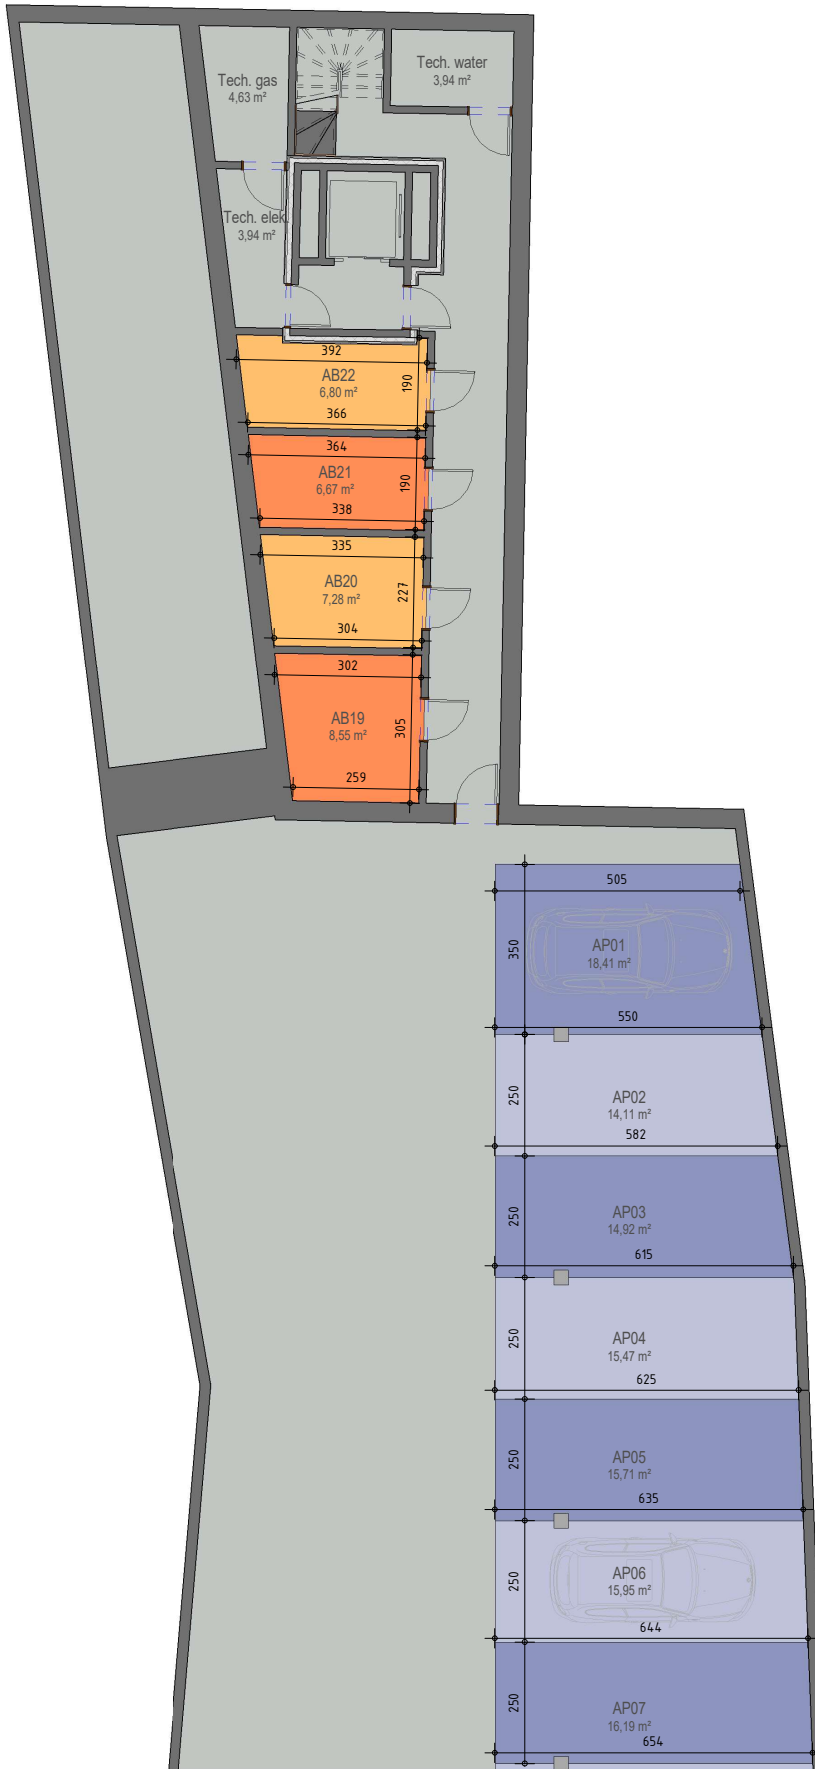 Tech. gas
4,63 m²
Tech. water
3,94 m²
Tech. elek.
3,94 m²
392
AB22
6,80 m²
190
366
364
AB21
6,67 m²
190
338
335
AB20
7,28 m²
227
304
302
AB19
8,55 m²
305
259
505
AP01
18,41 m²
350
550
AP02
14,11 m²
250
582
AP03
14,92 m²
250
615
AP04
15,47 m²
250
625
AP05
15,71 m²
250
635
AP06
15,95 m²
250
644
AP07
16,19 m²
250
654